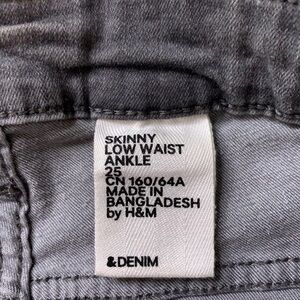 SKINNY
LOW WAIST
ANKLE
25
CN 160/64A
MADE IN
BANGLADESH
by H&M
&DENIM